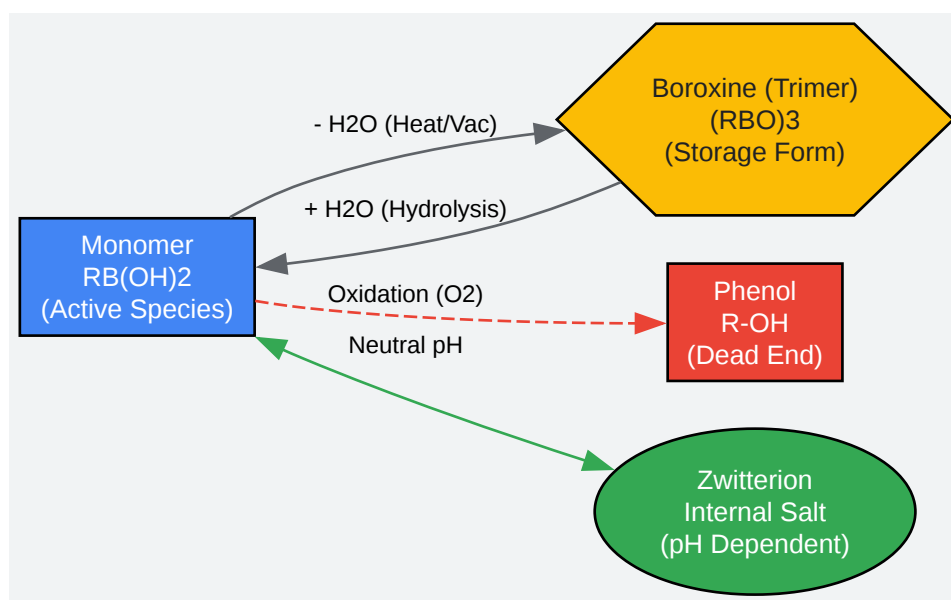 Boroxine (Trimer)
(RBO)3
(Storage Form)
- H2O (Heat/Vac)
+ H2O (Hydrolysis)
Monomer
RB(OH)2
(Active Species)
Oxidation (O2)
Phenol
R-OH
(Dead End)
Neutral pH
Zwitterion
Internal Salt
(pH Dependent)